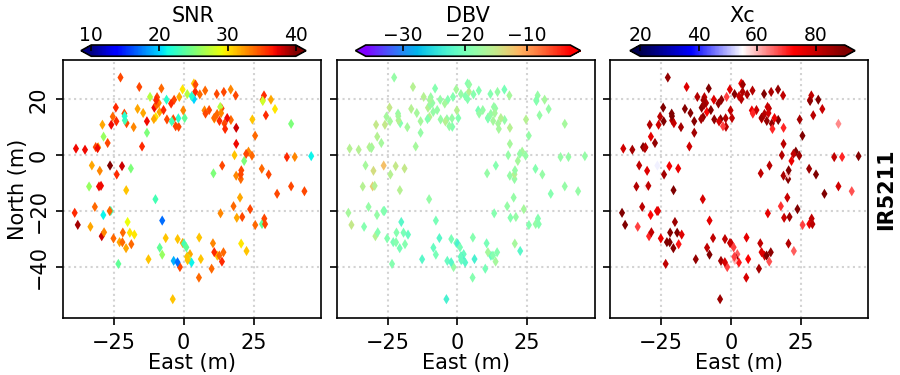 SNR DBV Xc
10 20 30 40 −30 −20 −10 20 40 60 80
20
0
−20
−40
North (m)
−25 0 25 −25 0 25 −25 0 25
East (m) East (m) East (m)
IR5211